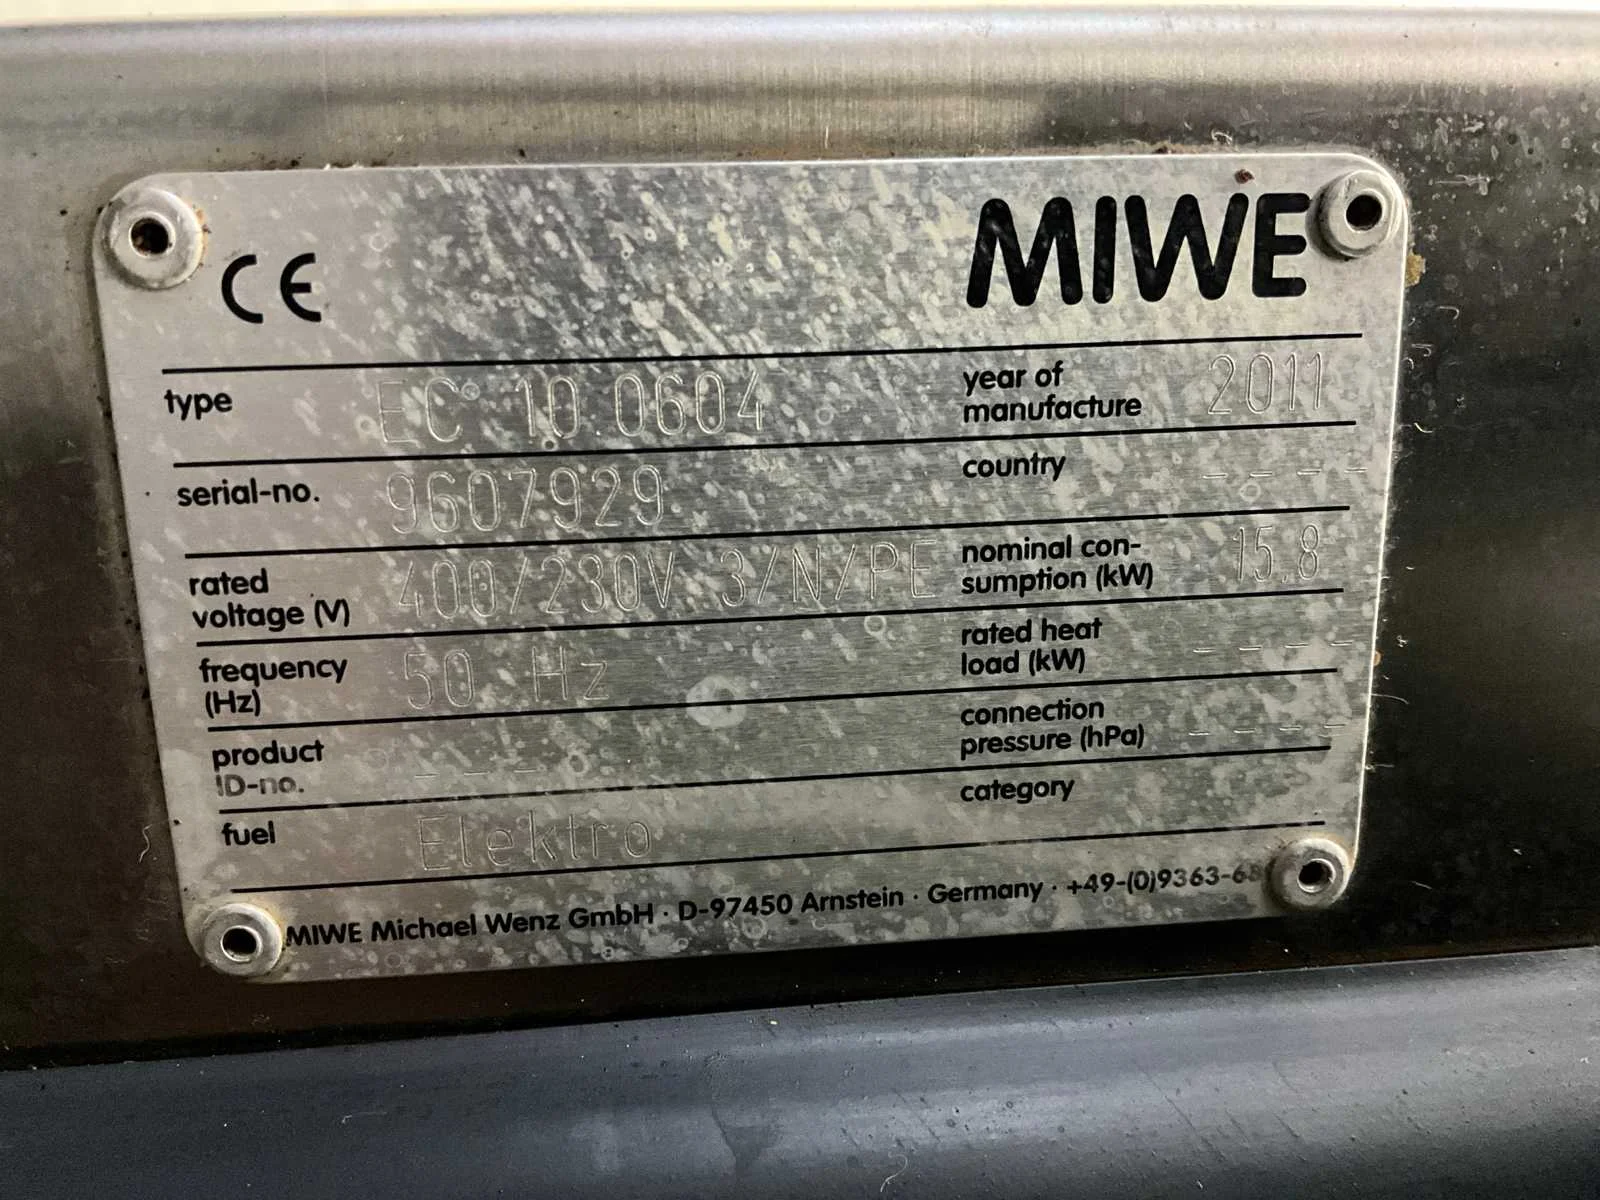 CE MIWE
type EC° 10.0604 year of manufacture 2011
serial-no. 9607929 country - - - -
rated voltage (V) 400/230V 3/N/PE nominal con-sumption (kW) 15.8
frequency (Hz) 50 Hz rated heat load (kW) - - - -
product ID-no. - - - - connection pressure (hPa) - - - -
fuel Elektro category
MIWE Michael Wenz GmbH · D-97450 Arnstein · Germany · +49-(0)9363-68